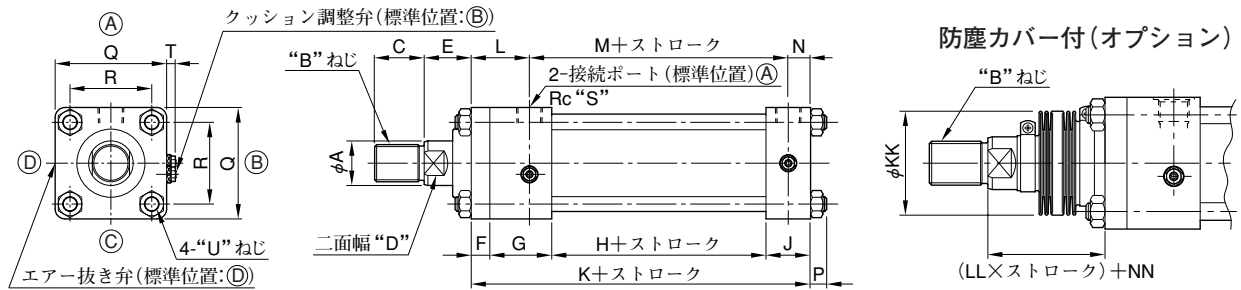 Ⓐ
クッション調整弁(標準位置:Ⓑ)
Q
T
R
“B”ねじ
C
E
L
M+ストローク
N
2-接続ポート(標準位置)Ⓐ
Rc“S”
防塵カバー付(オプション)
“B”ねじ
Ⓓ
R
Q
Ⓑ
φA
φKK
Ⓒ
4-“U”ねじ
二面幅“D”
F
G
H+ストローク
J
エアー抜き弁(標準位置:Ⓓ)
K+ストローク
P
(LL×ストローク)+NN